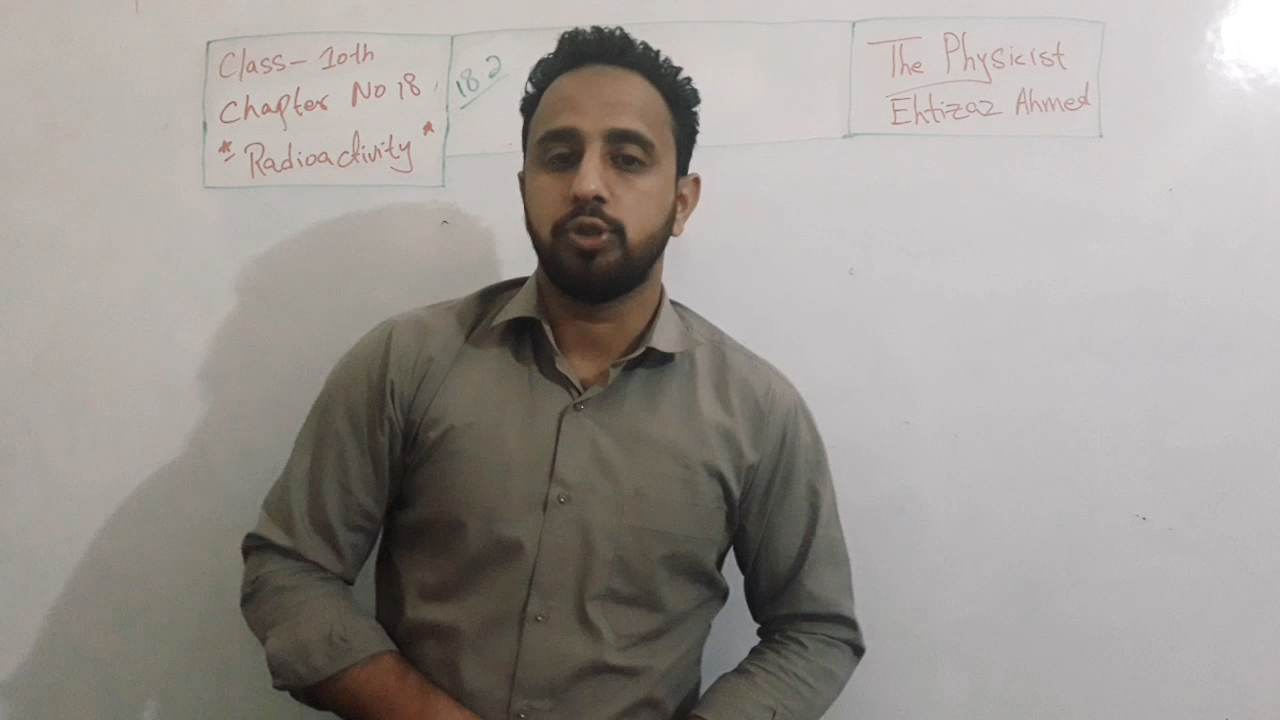 Class - 10th
Chapter No 18
* Radioactivity *
18.2
The Physicist
Ehtizaz Ahmed